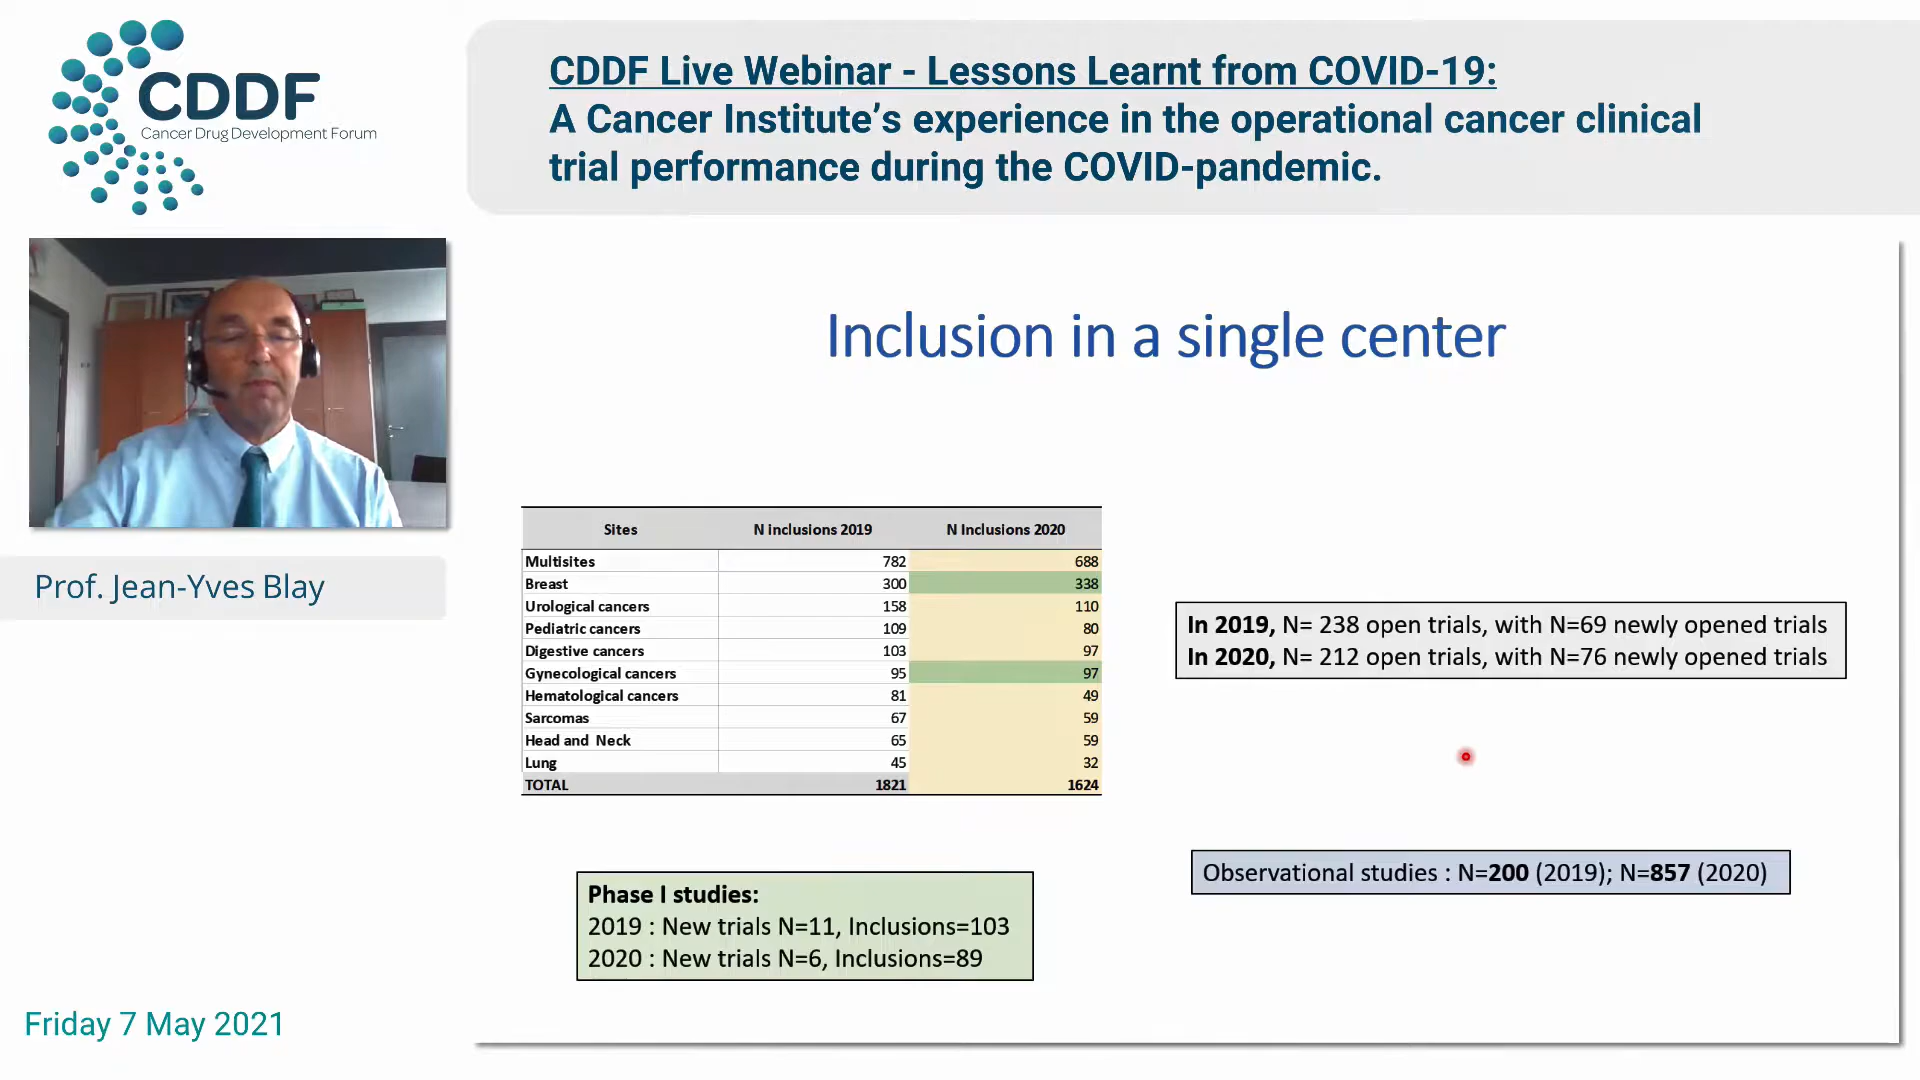 CDDF
Cancer Drug Development Forum
CDDF Live Webinar - Lessons Learnt from COVID-19:
A Cancer Institute’s experience in the operational cancer clinical
trial performance during the COVID-pandemic.
Prof. Jean-Yves Blay
Friday 7 May 2021
Inclusion in a single center
Sites N inclusions 2019 N Inclusions 2020
Multisites 782 688
Breast 300 338
Urological cancers 158 110
Pediatric cancers 109 80
Digestive cancers 103 97
Gynecological cancers 95 97
Hematological cancers 81 49
Sarcomas 67 59
Head and Neck 65 59
Lung 45 32
TOTAL 1821 1624
In 2019, N= 238 open trials, with N=69 newly opened trials
In 2020, N= 212 open trials, with N=76 newly opened trials
Observational studies : N=200 (2019); N=857 (2020)
Phase I studies:
2019 : New trials N=11, Inclusions=103
2020 : New trials N=6, Inclusions=89